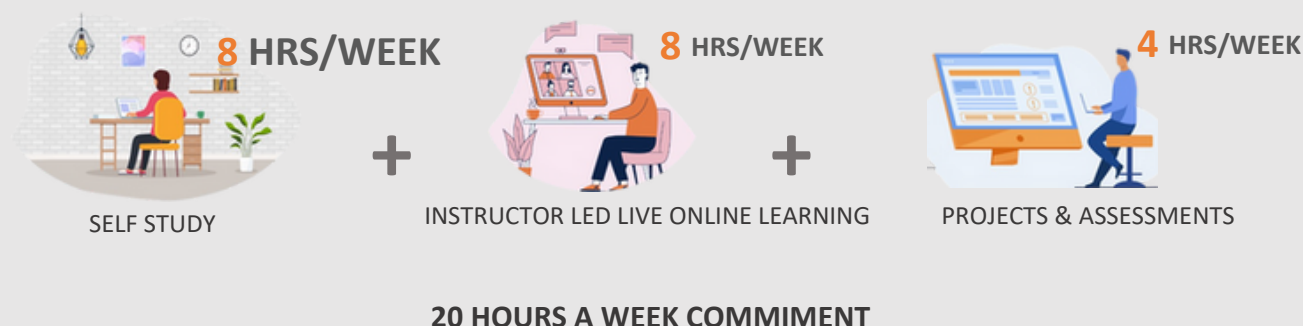 8 HRS/WEEK
8 HRS/WEEK
4 HRS/WEEK
+
+
SELF STUDY
INSTRUCTOR LED LIVE ONLINE LEARNING
PROJECTS & ASSESSMENTS
20 HOURS A WEEK COMMIMENT